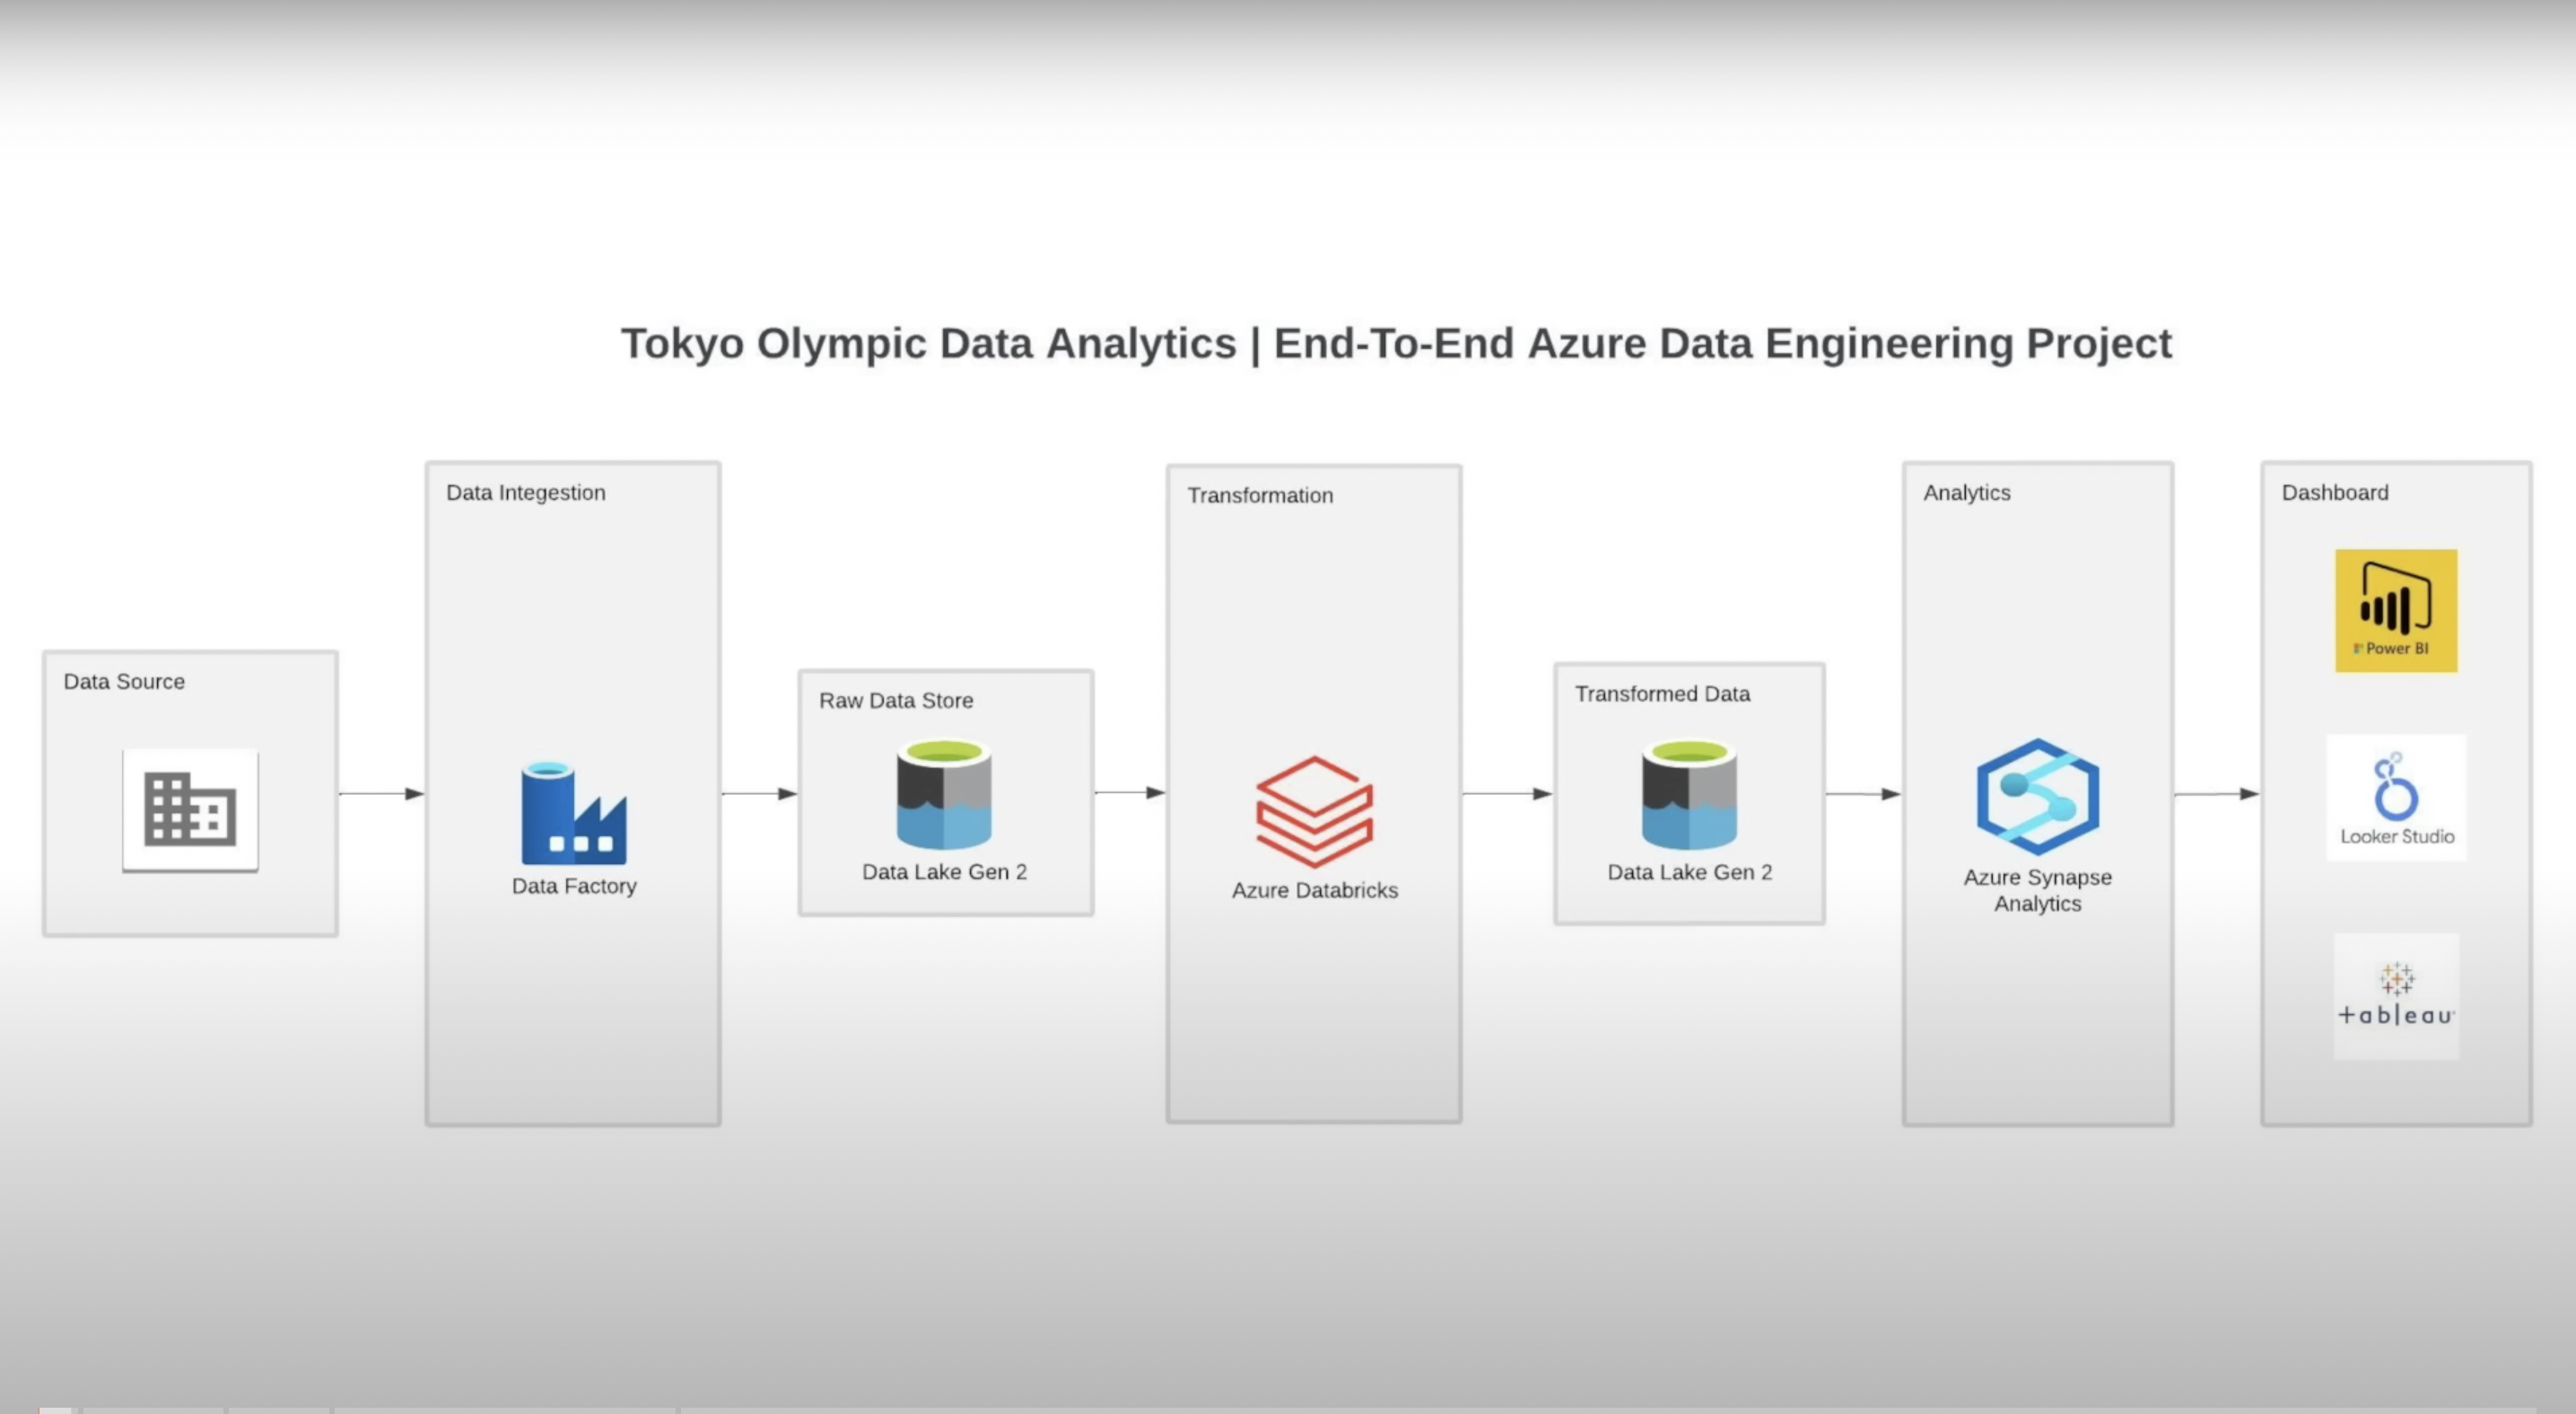 Tokyo Olympic Data Analytics | End-To-End Azure Data Engineering Project
Data Source
Data Integestion
Data Factory
Raw Data Store
Data Lake Gen 2
Transformation
Azure Databricks
Transformed Data
Data Lake Gen 2
Analytics
Azure Synapse
Analytics
Dashboard
Power BI
Looker Studio
+ableau